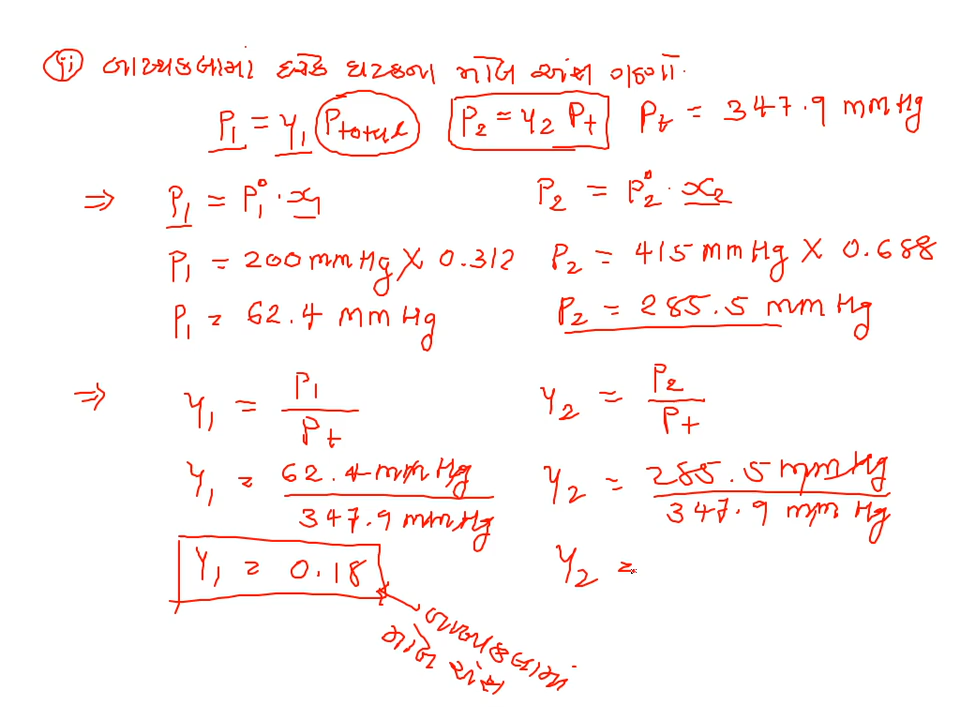 (ii) બાષ્પકલામાં દરેક ઘટકના મોલ અંશ ગણો.
P₁ = Y₁ Ptotal P₂ = Y₂ Pt Pt = 347.9 mmHg
⇒ P₁ = P₁° · x₁ P₂ = P₂° · x₂
P₁ = 200 mmHg × 0.312 P₂ = 415 mmHg × 0.688
P₁ = 62.4 mmHg P₂ = 285.5 mmHg
⇒ Y₁ = P₁ / Pt Y₂ = P₂ / Pt
Y₁ = 62.4 mmHg / 347.9 mmHg Y₂ = 285.5 mmHg / 347.9 mmHg
Y₁ = 0.18 Y₂ =
બાષ્પકલામાં
મોલ અંશ